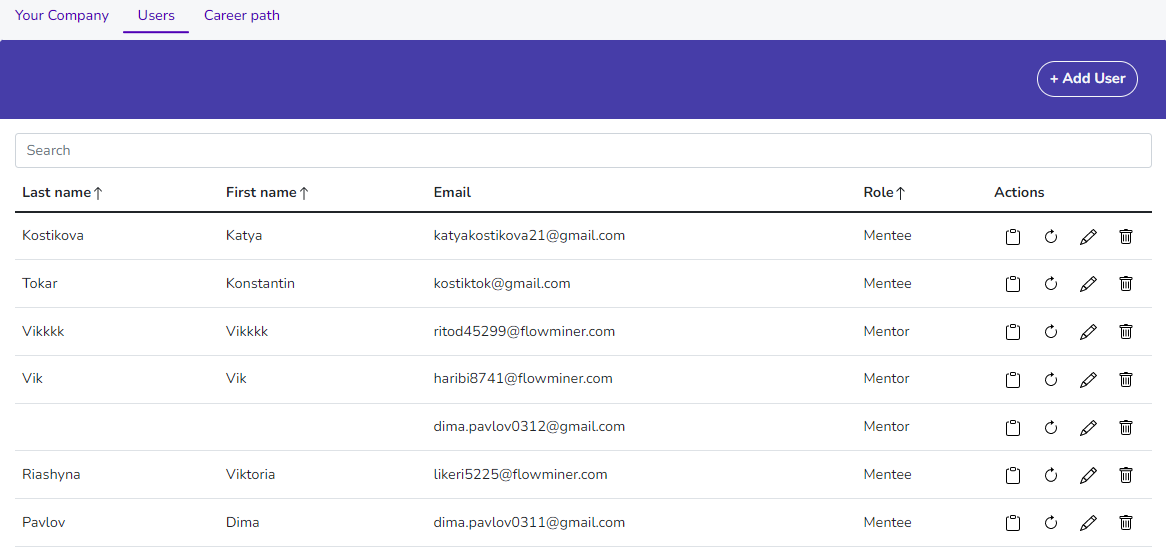 Your Company Users Career path
+ Add User
Search
Last name↑ First name↑ Email Role↑ Actions
Kostikova Katya katyakostikova21@gmail.com Mentee
Tokar Konstantin kostiktok@gmail.com Mentee
Vikkkk Vikkkk ritod45299@flowminer.com Mentor
Vik Vik haribi8741@flowminer.com Mentor
dima.pavlov0312@gmail.com Mentor
Riashyna Viktoria likeri5225@flowminer.com Mentee
Pavlov Dima dima.pavlov0311@gmail.com Mentee